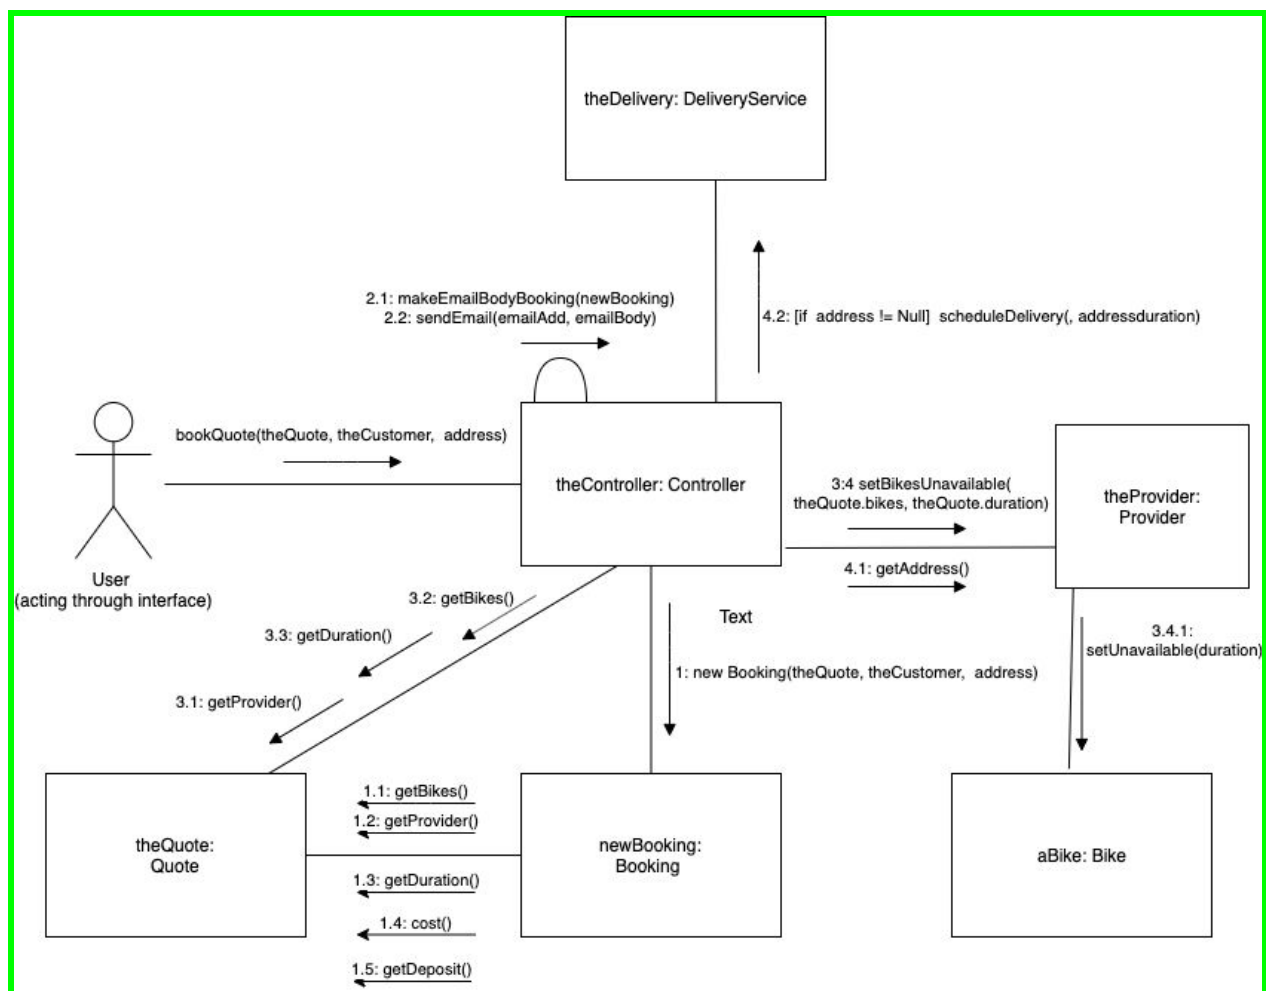 theDelivery: DeliveryService
2.1: makeEmailBodyBooking(newBooking)
2.2: sendEmail(emailAdd, emailBody)
4.2: [if address != Null] scheduleDelivery(, addressduration)
bookQuote(theQuote, theCustomer, address)
theController: Controller
3:4 setBikesUnavailable(
theQuote.bikes, theQuote.duration)
theProvider:
Provider
4.1: getAddress()
User
(acting through interface)
3.2: getBikes()
3.3: getDuration()
3.1: getProvider()
Text
1: new Booking(theQuote, theCustomer, address)
3.4.1:
setUnavailable(duration)
theQuote:
Quote
1.1: getBikes()
1.2: getProvider()
1.3: getDuration()
1.4: cost()
1.5: getDeposit()
newBooking:
Booking
aBike: Bike